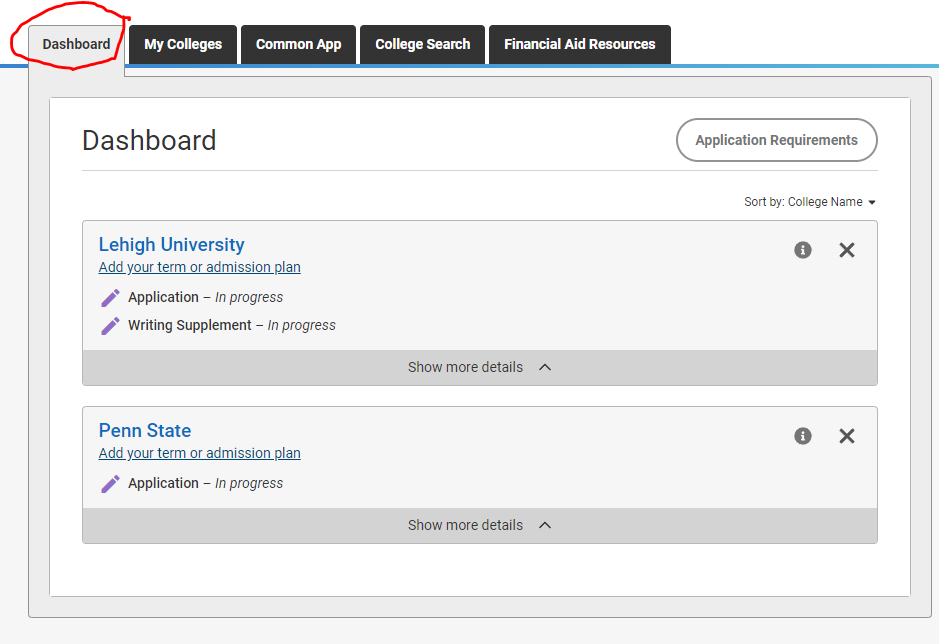 Dashboard My Colleges Common App College Search Financial Aid Resources
Dashboard Application Requirements
Sort by: College Name
Lehigh University
Add your term or admission plan
Application – In progress
Writing Supplement – In progress
Show more details
Penn State
Add your term or admission plan
Application – In progress
Show more details